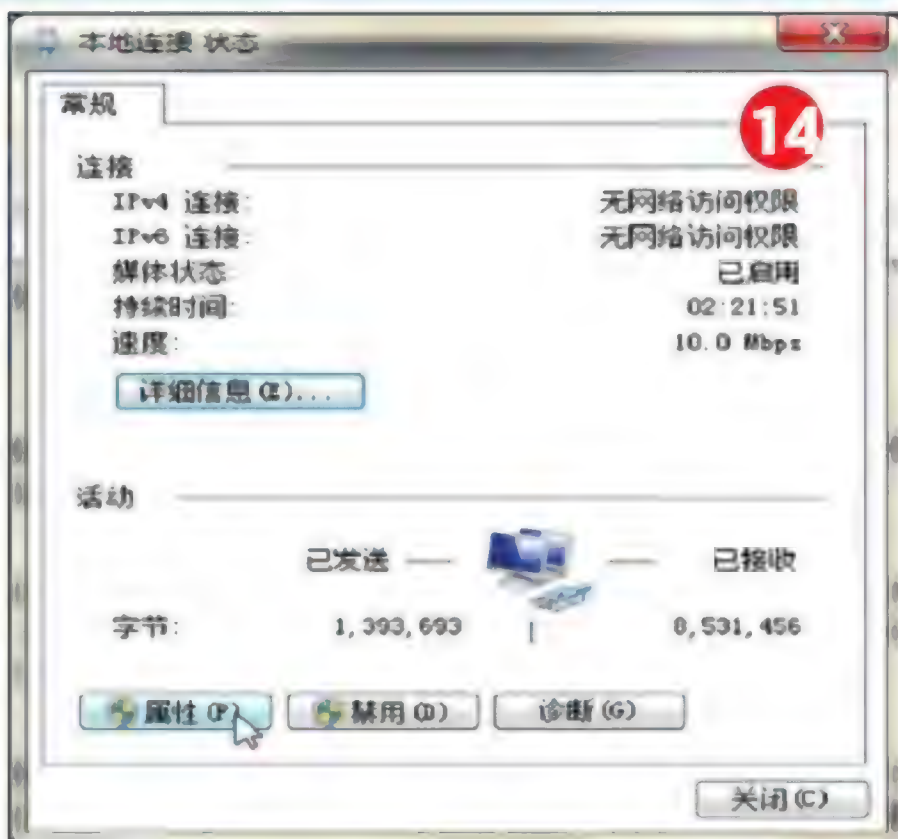 本地连接 状态
常规
14
连接
IPv4 连接: 无网络访问权限
IPv6 连接: 无网络访问权限
媒体状态: 已启用
持续时间: 02:21:51
速度: 10.0 Mbps
详细信息(E)...
活动
已发送 — — 已接收
字节: 1,393,693 | 8,531,456
属性(P) 禁用(D) 诊断(G)
关闭(C)